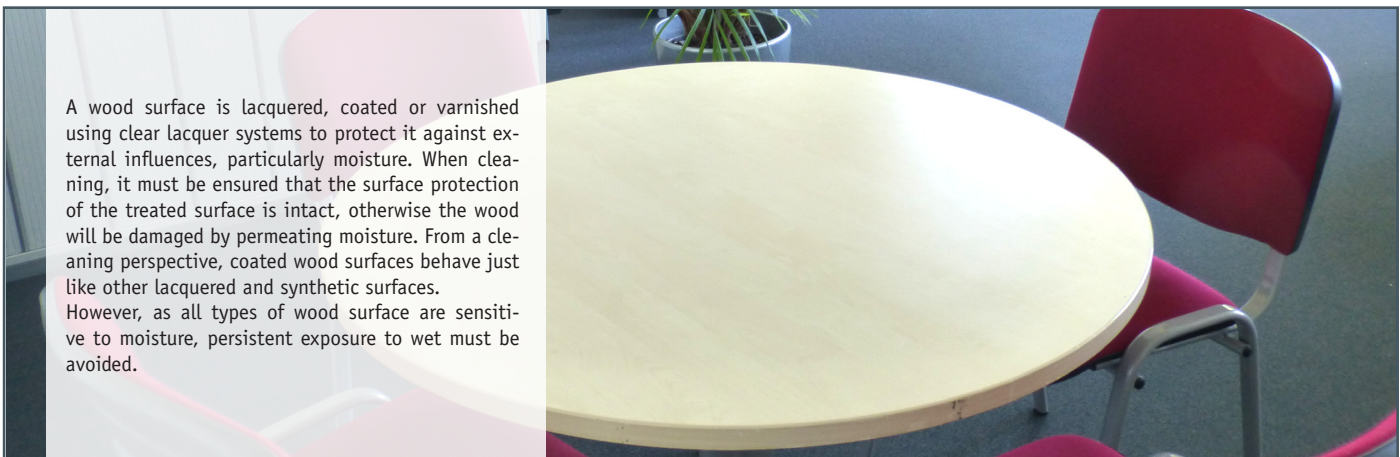 A wood surface is lacquered, coated or varnished
using clear lacquer systems to protect it against ex-
ternal influences, particularly moisture. When clea-
ning, it must be ensured that the surface protection
of the treated surface is intact, otherwise the wood
will be damaged by permeating moisture. From a cle-
aning perspective, coated wood surfaces behave just
like other lacquered and synthetic surfaces.
However, as all types of wood surface are sensiti-
ve to moisture, persistent exposure to wet must be
avoided.